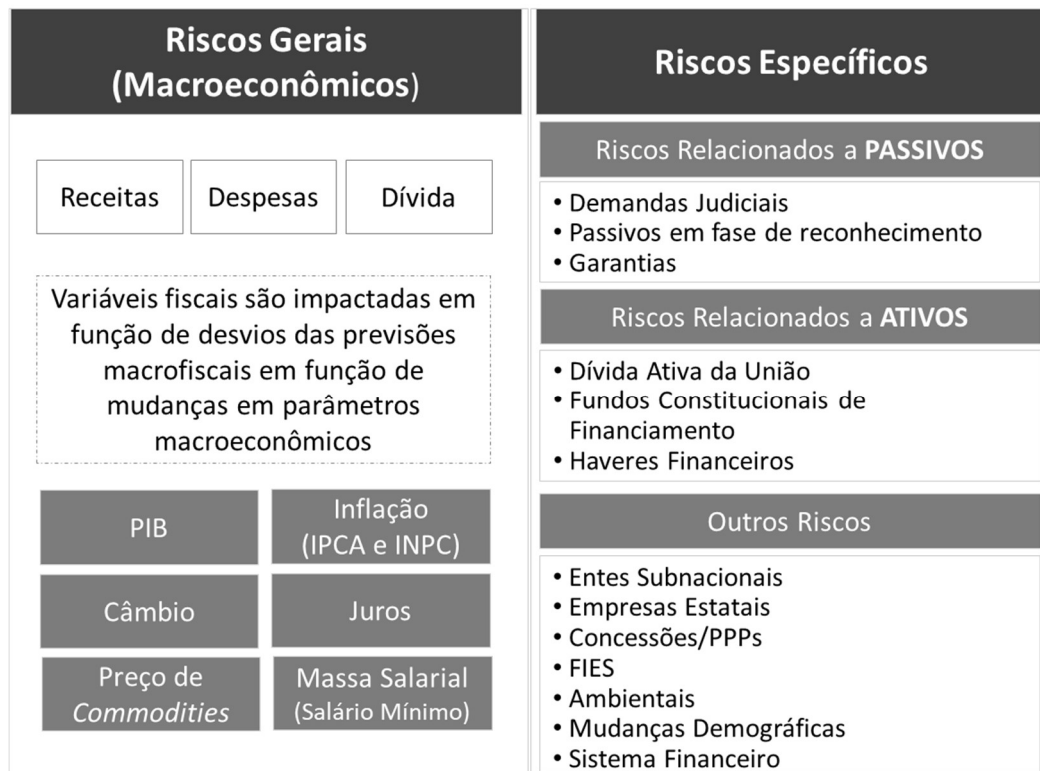 Riscos Gerais
(Macroeconômicos)
Receitas
Despesas
Dívida
Variáveis fiscais são impactadas em
função de desvios das previsões
macrofiscais em função de
mudanças em parâmetros
macroeconômicos
PIB
Inflação
(IPCA e INPC)
Câmbio
Juros
Preço de
Commodities
Massa Salarial
(Salário Mínimo)
Riscos Específicos
Riscos Relacionados a PASSIVOS
• Demandas Judiciais
• Passivos em fase de reconhecimento
• Garantias
Riscos Relacionados a ATIVOS
• Dívida Ativa da União
• Fundos Constitucionais de
Financiamento
• Haveres Financeiros
Outros Riscos
• Entes Subnacionais
• Empresas Estatais
• Concessões/PPPs
• FIES
• Ambientais
• Mudanças Demográficas
• Sistema Financeiro